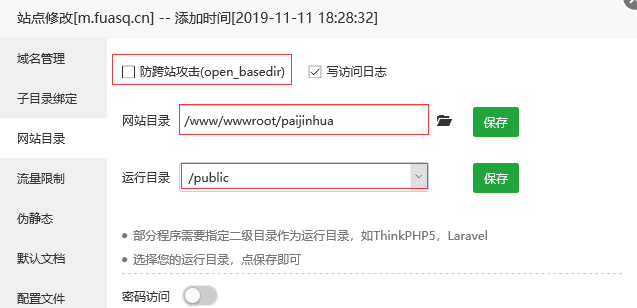 站点修改[m.fuasq.cn] -- 添加时间[2019-11-11 18:28:32]
域名管理
子目录绑定
网站目录
流量限制
伪静态
默认文档
配置文件
防跨站攻击(open_basedir) 写访问日志
网站目录 /www/wwwroot/paijinhua 保存
运行目录 /public 保存
部分程序需要指定二级目录作为运行目录，如ThinkPHP5，Laravel
选择您的运行目录，点保存即可
密码访问